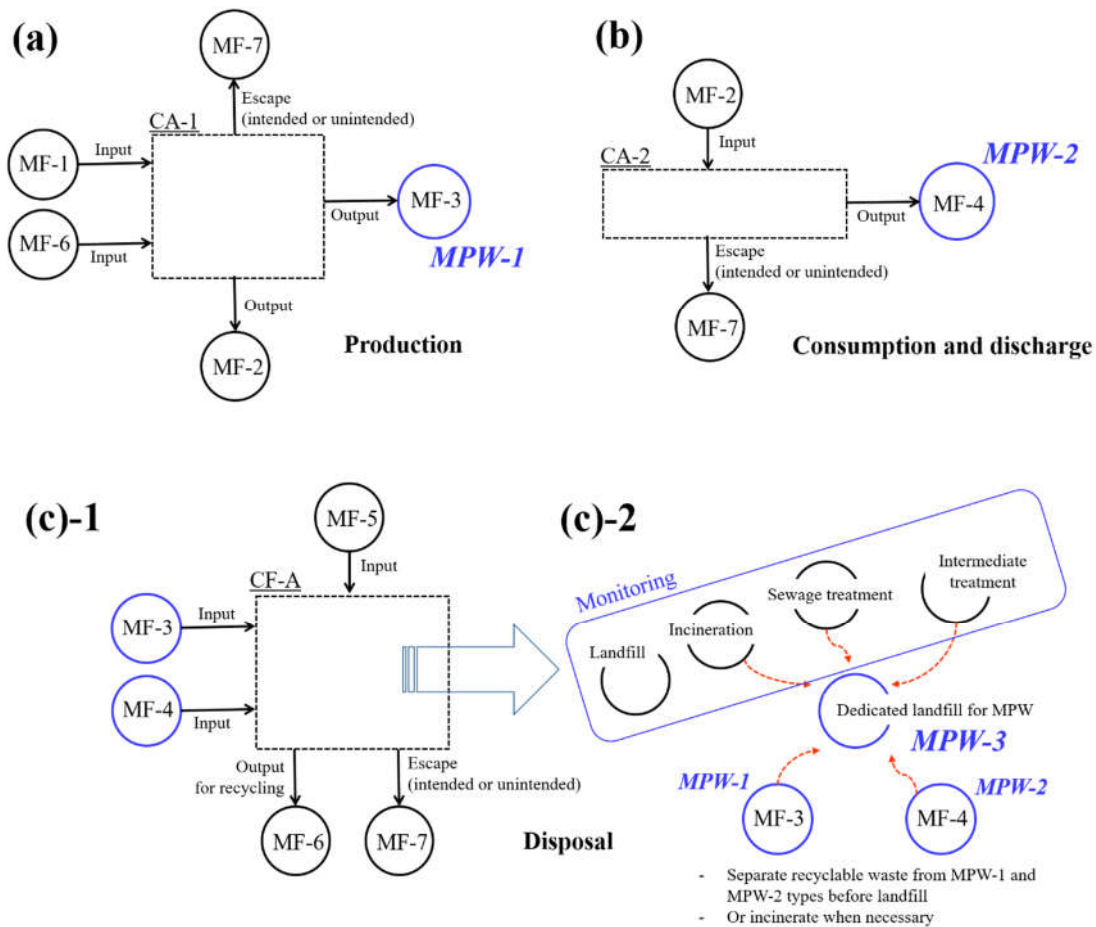 (a)
MF-7
Escape
(intended or unintended)
CA-1
MF-1
Input
MF-6
Input
Output
MF-3
MPW-1
Output
MF-2
Production
(b)
MF-2
Input
CA-2
MPW-2
Output
MF-4
Escape
(intended or unintended)
MF-7
Consumption and discharge
(c)-1
MF-5
Input
CF-A
MF-3
Input
MF-4
Input
Output
for recycling
Escape
(intended or unintended)
MF-6
MF-7
Disposal
(c)-2
Monitoring
Landfill
Incineration
Sewage treatment
Intermediate
treatment
Dedicated landfill for MPW
MPW-3
MPW-1
MF-3
MPW-2
MF-4
- Separate recyclable waste from MPW-1 and
MPW-2 types before landfill
- Or incinerate when necessary